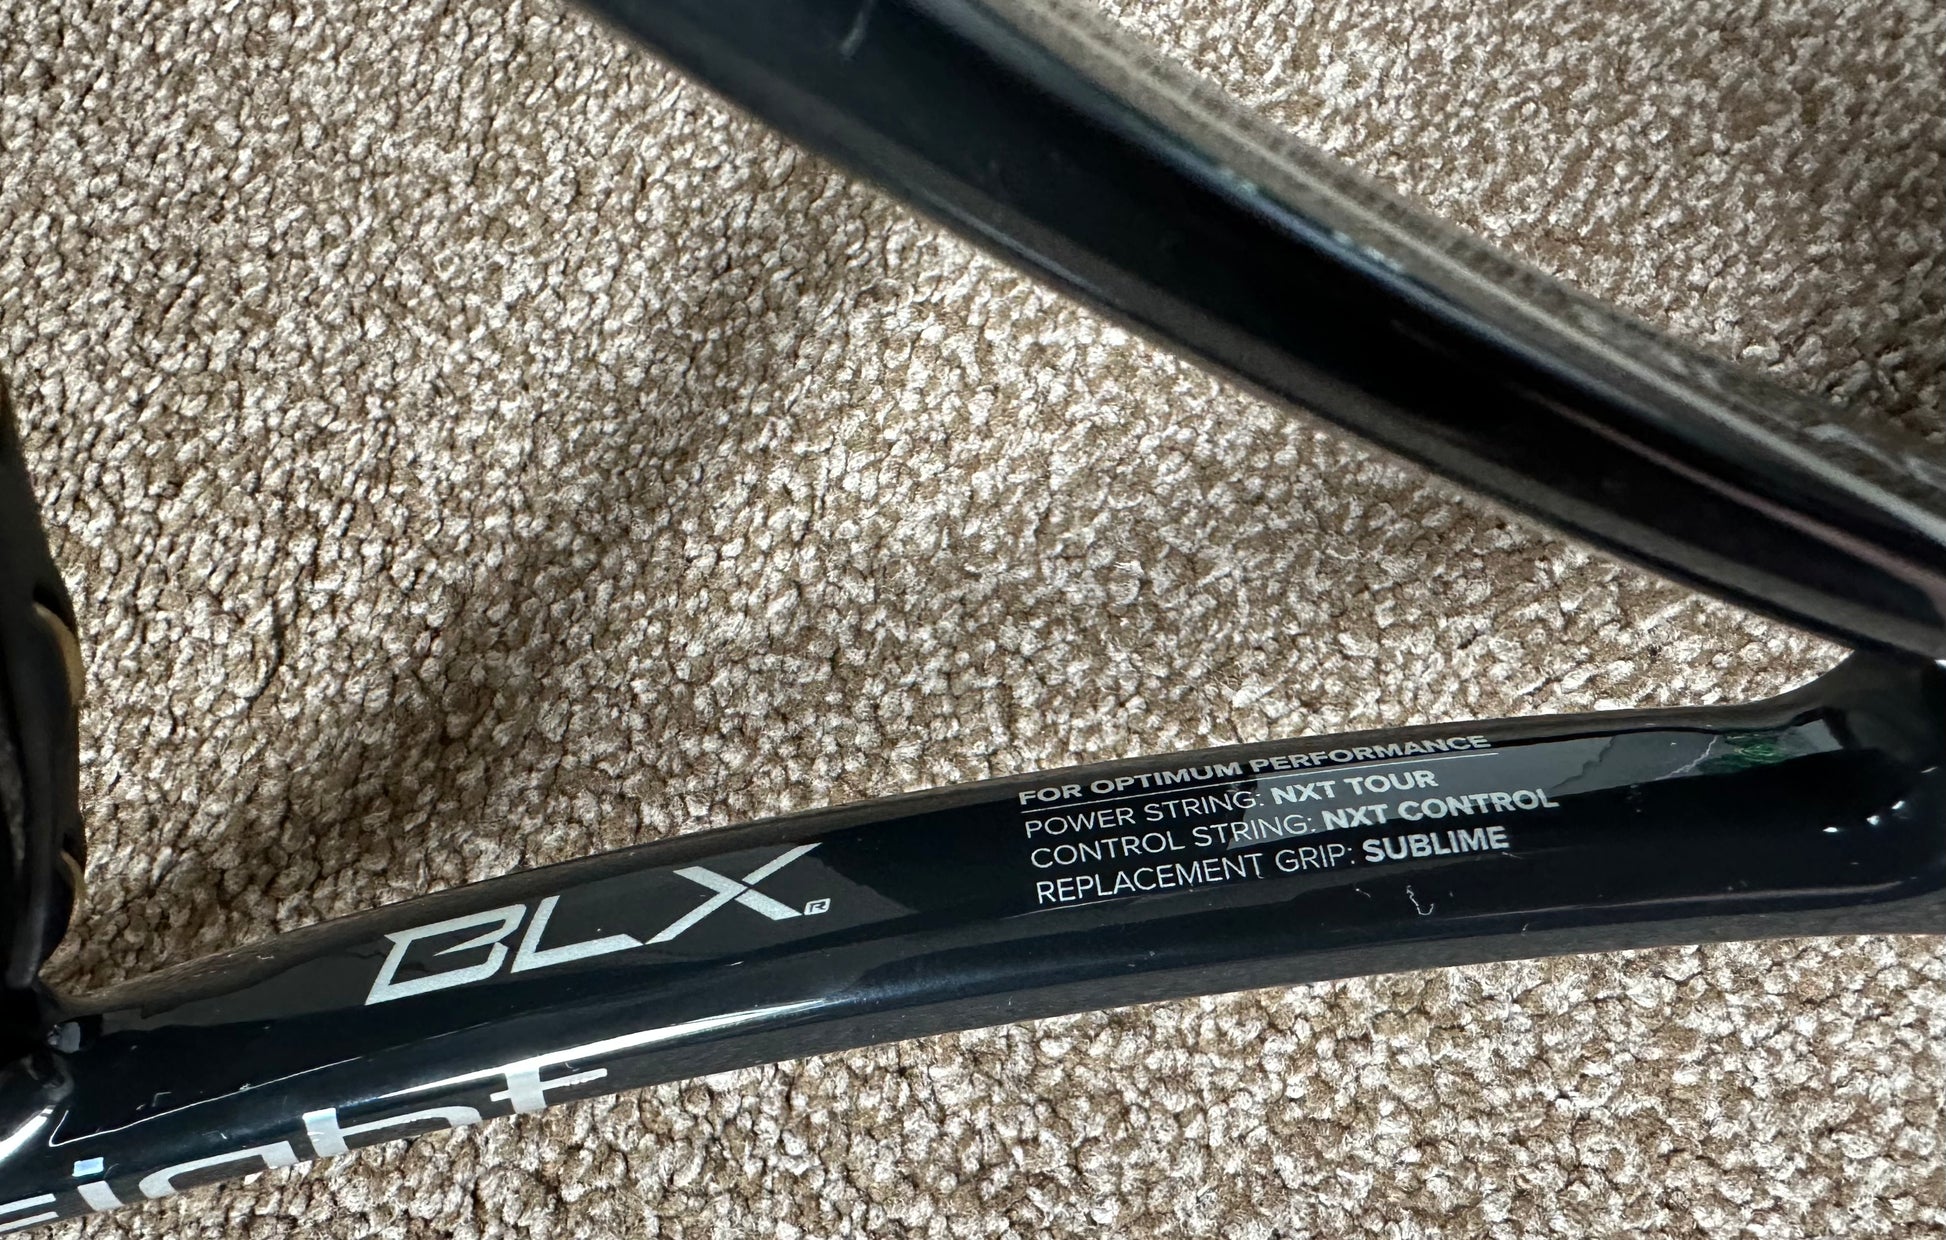 FOR OPTIMUM PERFORMANCE
POWER STRING: NXT TOUR
CONTROL STRING: NXT CONTROL
REPLACEMENT GRIP: SUBLIME
BLX®